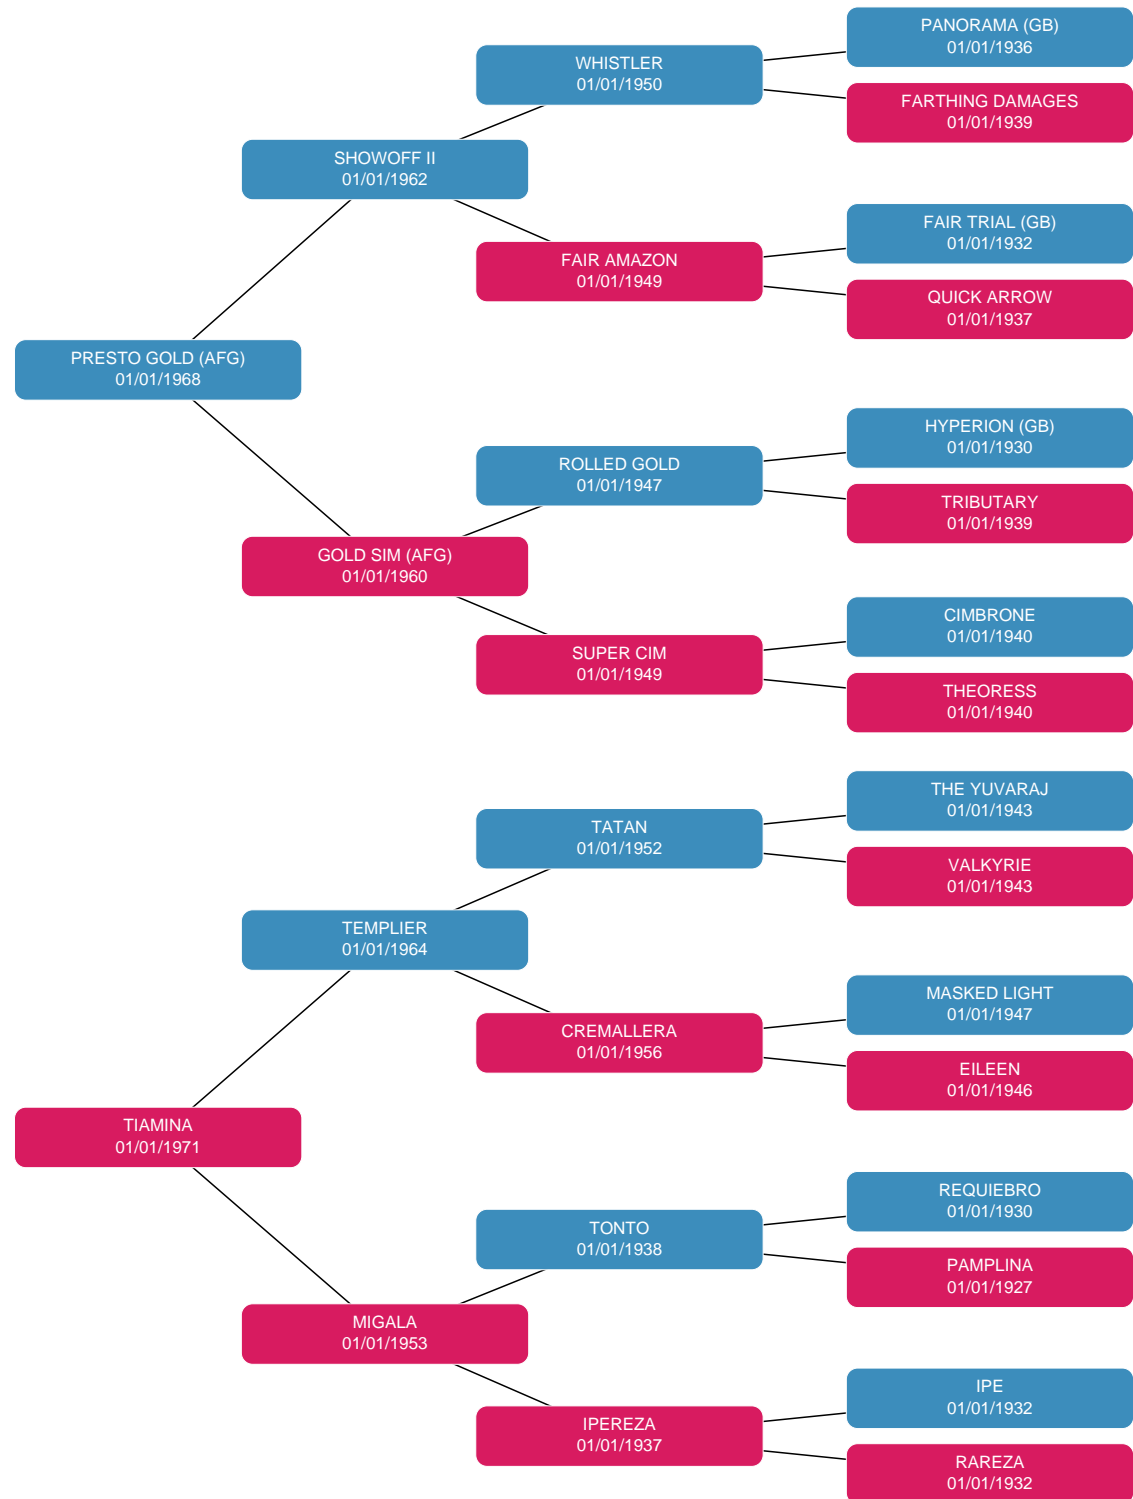 PANORAMA (GB)
01/01/1936
WHISTLER
01/01/1950
FARTHING DAMAGES
01/01/1939
SHOWOFF II
01/01/1962
FAIR TRIAL (GB)
01/01/1932
FAIR AMAZON
01/01/1949
QUICK ARROW
01/01/1937
PRESTO GOLD (AFG)
01/01/1968
HYPERION (GB)
01/01/1930
ROLLED GOLD
01/01/1947
TRIBUTARY
01/01/1939
GOLD SIM (AFG)
01/01/1960
CIMBRONE
01/01/1940
SUPER CIM
01/01/1949
THEORESS
01/01/1940
THE YUVARAJ
01/01/1943
TATAN
01/01/1952
VALKYRIE
01/01/1943
TEMPLIER
01/01/1964
MASKED LIGHT
01/01/1947
CREMALLERA
01/01/1956
EILEEN
01/01/1946
TIAMINA
01/01/1971
REQUIEBRO
01/01/1930
TONTO
01/01/1938
PAMPLINA
01/01/1927
MIGALA
01/01/1953
IPE
01/01/1932
IPEREZA
01/01/1937
RAREZA
01/01/1932